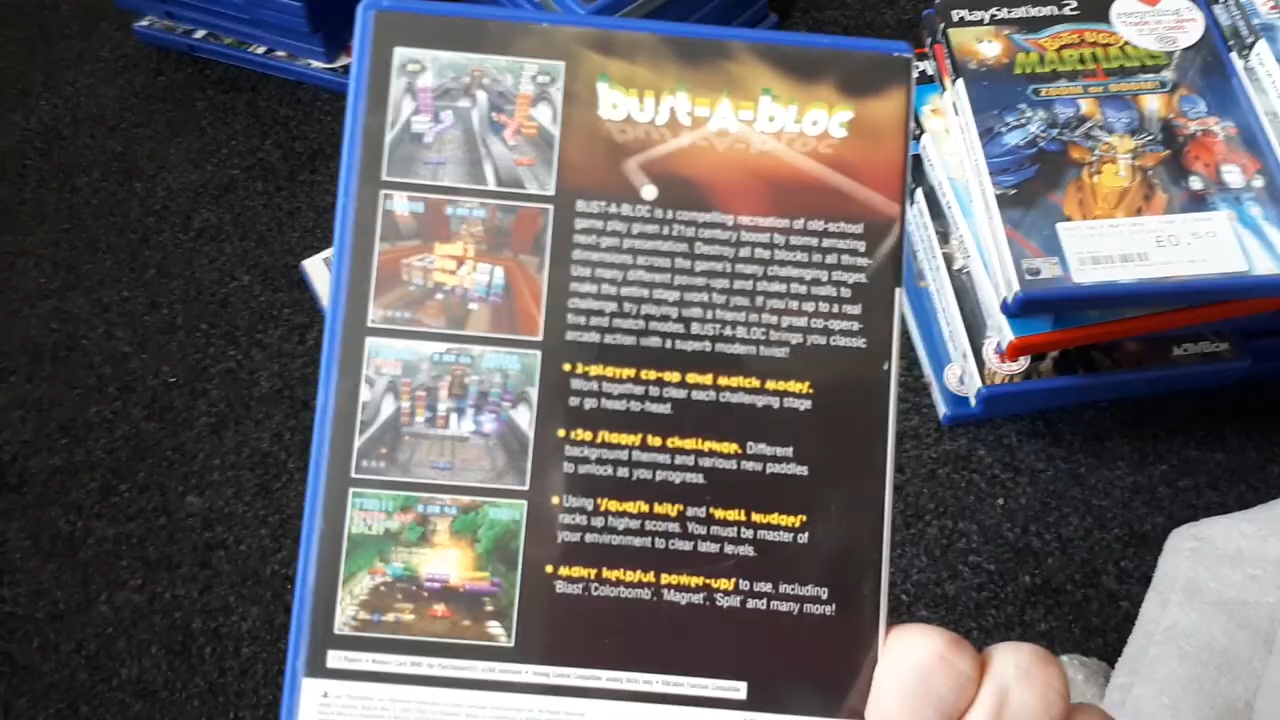 BUST-A-BLOC
BUST-A-BLOC is a compelling recreation of old-school
game play given a 21st century boost by some amazing
next-gen presentation. Destroy all the blocks in all three-
dimensions across the game's many challenging stages.
Use many different power-ups and shake the walls to
make the entire stage work for you. If you're up to a real
challenge, try playing with a friend in the great co-opera-
tive and match modes. BUST-A-BLOC brings you classic
arcade action with a superb modern twist!
• 2-player co-op and match modes.
Work together to clear each challenging stage
or go head-to-head.
• 150 stages to challenge. Different
background themes and various new paddles
to unlock as you progress.
• Using 'squash hits' and 'wall nudges'
racks up higher scores. You must be master of
your environment to clear later levels.
• Many helpful power-ups to use, including
'Blast', 'Colorbomb', 'Magnet', 'Split' and many more!
PlayStation 2
MARTIANS
ZOOM or DOOM!
£0.50
ACTIVISION